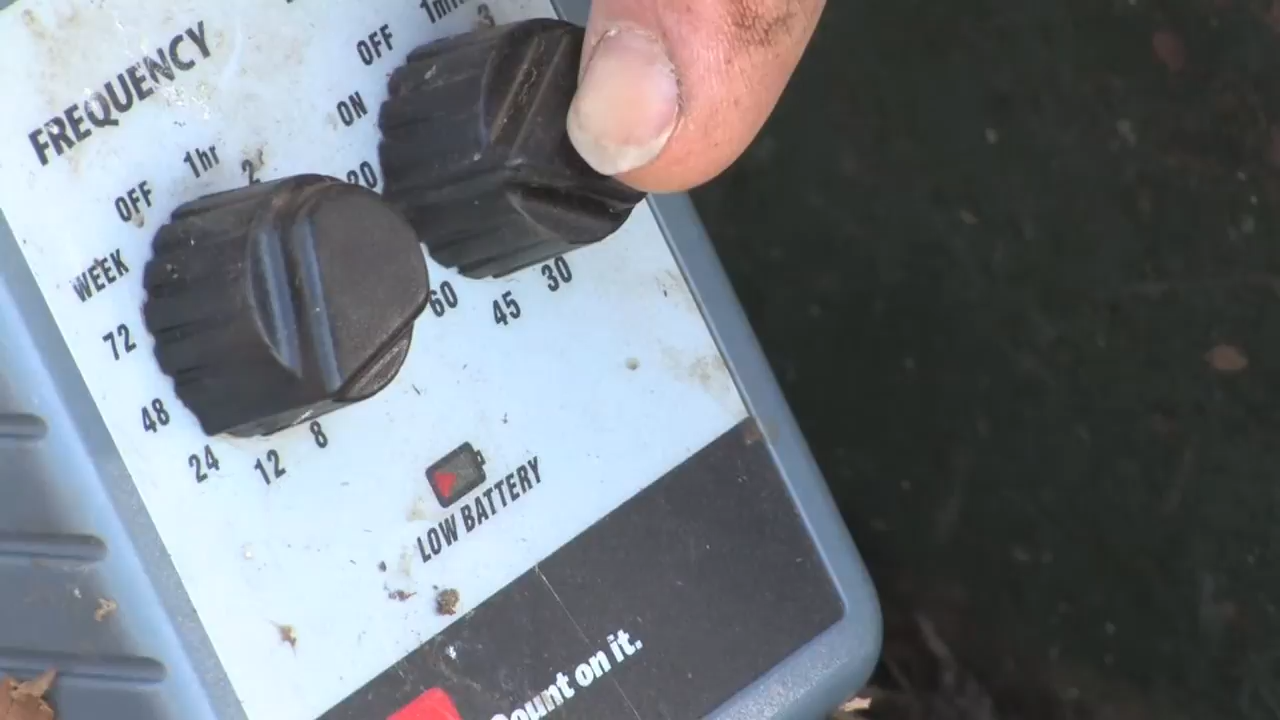 FREQUENCY
OFF
1hr
2
WEEK
72
48
24
12
8
OFF
3
ON
60
45
30
LOW BATTERY
Count on it.